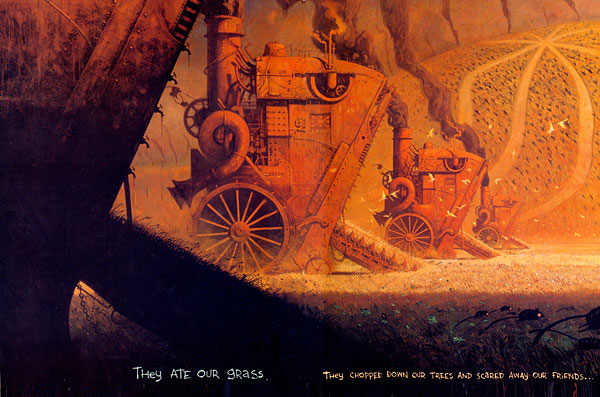 They ATE OUR gRASS.
They CHOPPED DOWN OUR TREES AND SCARED AWAY OUR FRIENDS...